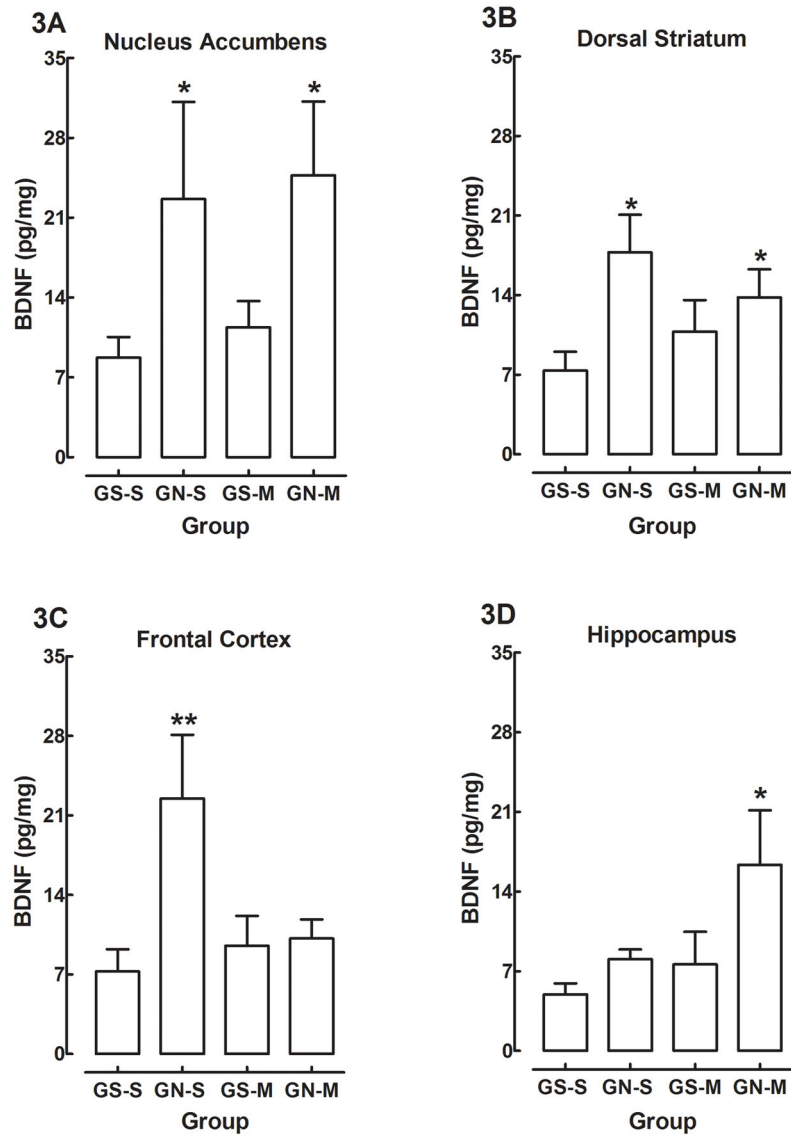 3A
Nucleus Accumbens
35
28
21
14
7
0
BDNF (pg/mg)
*
*
GS-S GN-S GS-M GN-M
Group
3B
Dorsal Striatum
35
28
21
14
7
0
BDNF (pg/mg)
*
*
GS-S GN-S GS-M GN-M
Group
3C
Frontal Cortex
35
28
21
14
7
0
BDNF (pg/mg)
**
GS-S GN-S GS-M GN-M
Group
3D
Hippocampus
35
28
21
14
7
0
BDNF (pg/mg)
*
GS-S GN-S GS-M GN-M
Group